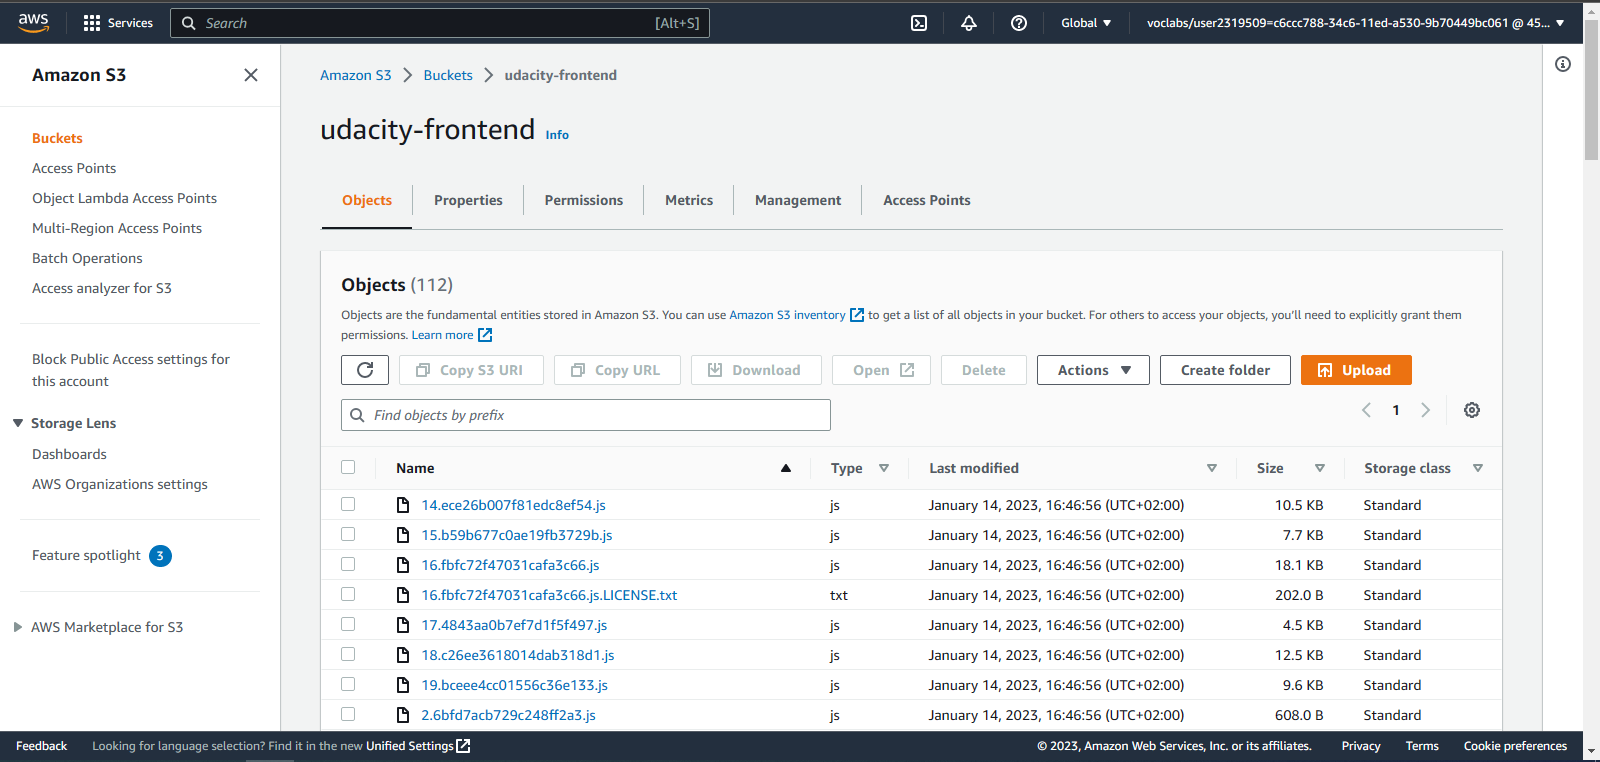 aws
Services
Search [Alt+S]
Global
voclabs/user2319509=c6ccc788-34c6-11ed-a530-9b70449bc061 @ 45...
Amazon S3
Buckets
Access Points
Object Lambda Access Points
Multi-Region Access Points
Batch Operations
Access analyzer for S3
Block Public Access settings for
this account
Storage Lens
Dashboards
AWS Organizations settings
Feature spotlight 3
AWS Marketplace for S3
Amazon S3 > Buckets > udacity-frontend
udacity-frontend Info
Objects Properties Permissions Metrics Management Access Points
Objects (112)
Objects are the fundamental entities stored in Amazon S3. You can use Amazon S3 inventory to get a list of all objects in your bucket. For others to access your objects, you'll need to explicitly grant them
permissions. Learn more
Copy S3 URI Copy URL Download Open Delete Actions Create folder Upload
Find objects by prefix
1
Name Type Last modified Size Storage class
14.ece26b007f81edc8ef54.js js January 14, 2023, 16:46:56 (UTC+02:00) 10.5 KB Standard
15.b59b677c0ae19fb3729b.js js January 14, 2023, 16:46:56 (UTC+02:00) 7.7 KB Standard
16.fbfc72f47031cafa3c66.js js January 14, 2023, 16:46:56 (UTC+02:00) 18.1 KB Standard
16.fbfc72f47031cafa3c66.js.LICENSE.txt txt January 14, 2023, 16:46:56 (UTC+02:00) 202.0 B Standard
17.4843aa0b7ef7d1f5f497.js js January 14, 2023, 16:46:56 (UTC+02:00) 4.5 KB Standard
18.c26ee3618014dab318d1.js js January 14, 2023, 16:46:56 (UTC+02:00) 12.5 KB Standard
19.bceee4cc01556c36e133.js js January 14, 2023, 16:46:56 (UTC+02:00) 9.6 KB Standard
2.6bfd7acb729c248ff2a3.js js January 14, 2023, 16:46:56 (UTC+02:00) 608.0 B Standard
Feedback Looking for language selection? Find it in the new Unified Settings © 2023, Amazon Web Services, Inc. or its affiliates. Privacy Terms Cookie preferences